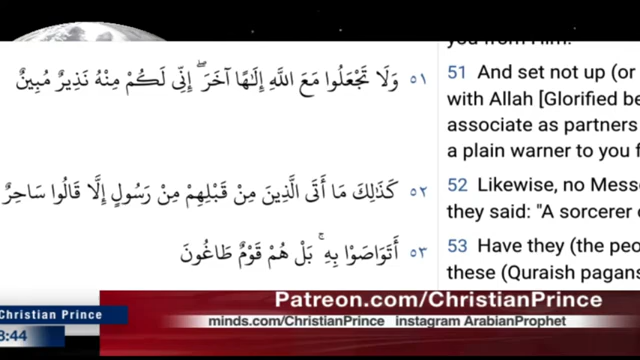 you from Him.
٥١ وَلَا تَجْعَلُوا مَعَ اللَّهِ إِلَٰهًا آخَرَ ۖ إِنِّي لَكُمْ مِنْهُ نَذِيرٌ مُبِينٌ
51 And set not up (or
with Allah [Glorified be
associate as partners
a plain warner to you f
٥٢ كَذَٰلِكَ مَا أَتَى الَّذِينَ مِنْ قَبْلِهِمْ مِنْ رَسُولٍ إِلَّا قَالُوا سَاحِرٌ
52 Likewise, no Mess
they said: "A sorcerer o
٥٣ أَتَوَاصَوْا بِهِ ۚ بَلْ هُمْ قَوْمٌ طَاغُونَ
53 Have they (the peo
these (Quraish pagans
Patreon.com/ChristianPrince
Christian Prince
minds.com/ChristianPrince instagram ArabianProphet
8:44